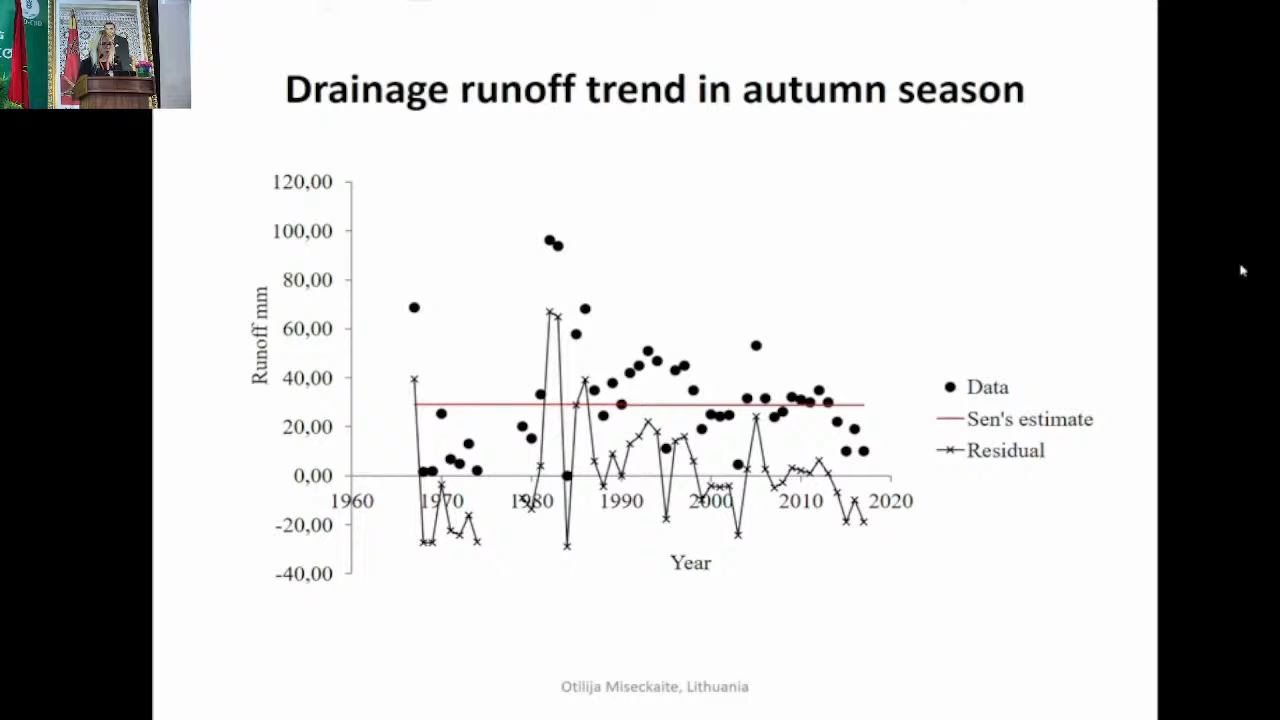 Drainage runoff trend in autumn season
120,00
100,00
80,00
60,00
40,00
20,00
0,00
-20,00
-40,00
Runoff mm
1960
1970
1980
1990
2000
2010
2020
Year
Data
Sen's estimate
Residual
Otilija Miseckaite, Lithuania